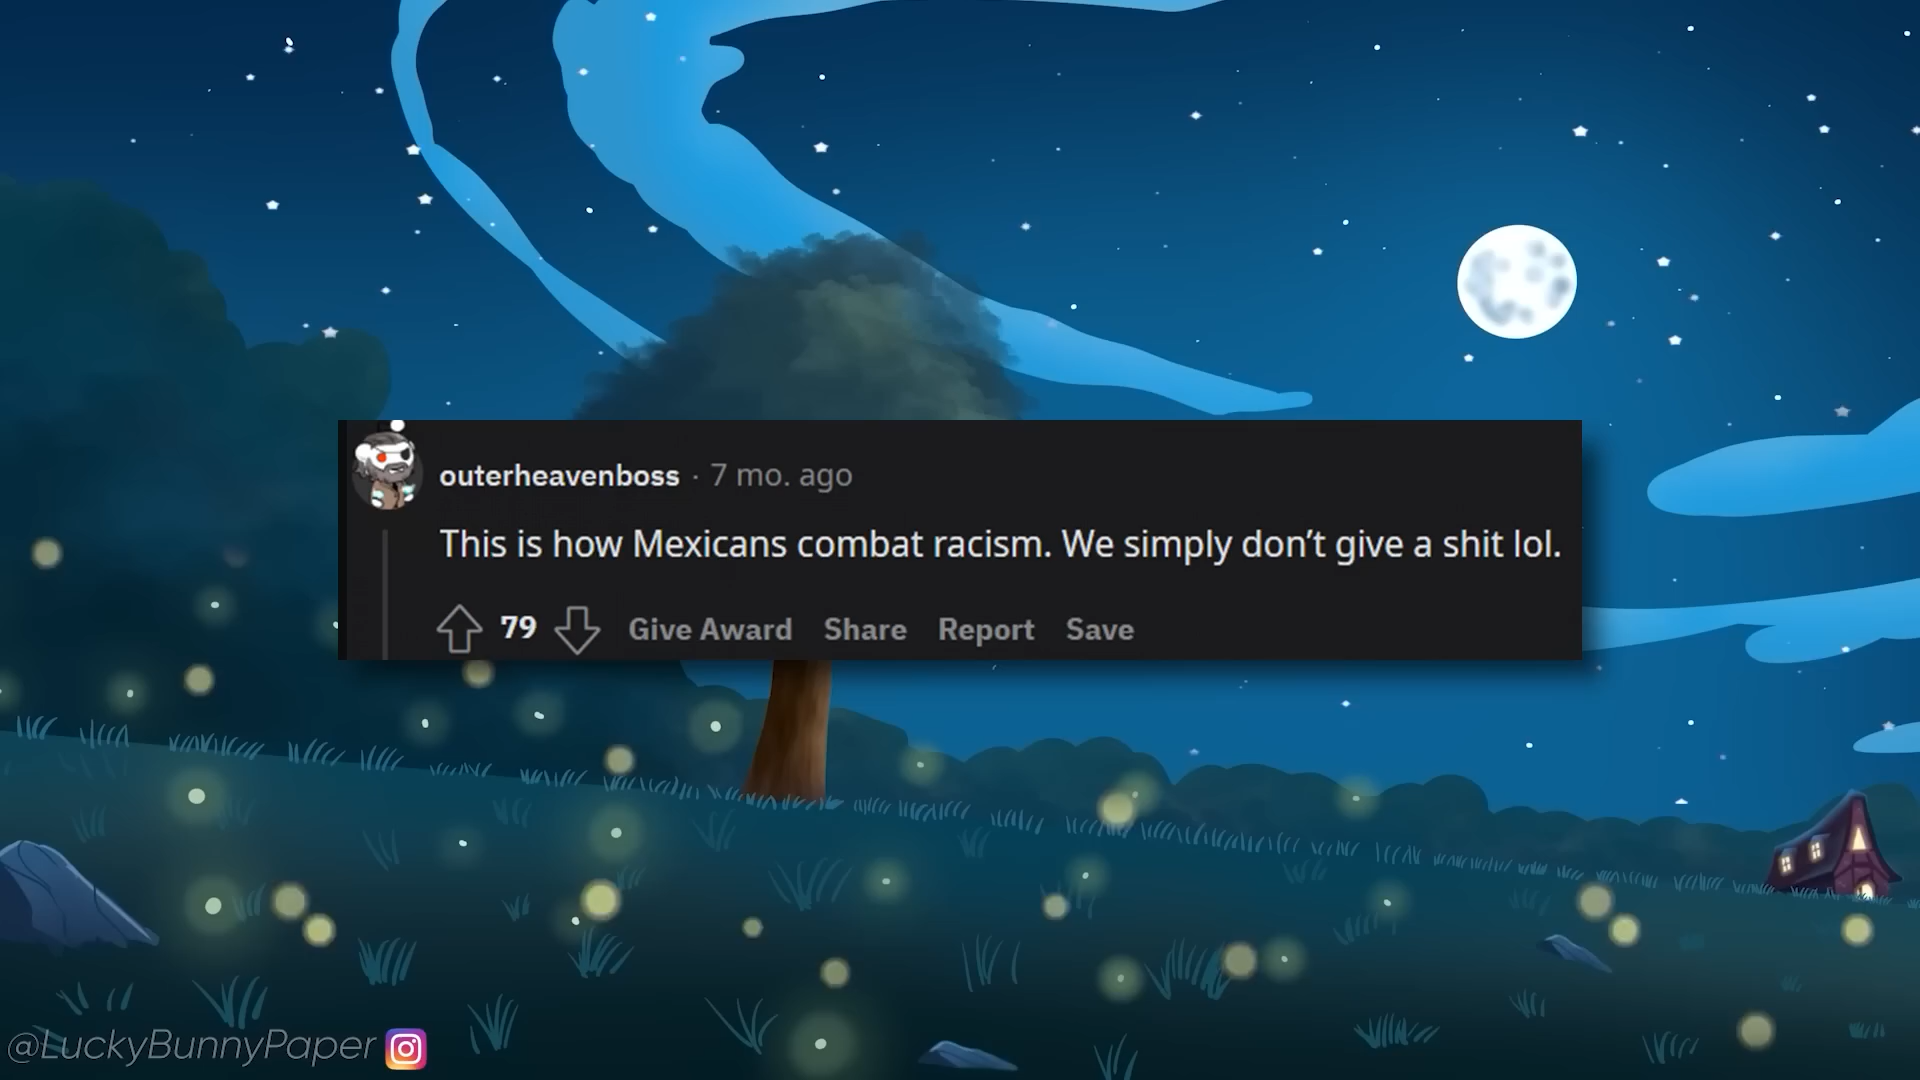 outerheavenboss · 7 mo. ago
This is how Mexicans combat racism. We simply don’t give a shit lol.
79 Give Award Share Report Save
@LuckyBunnyPaper